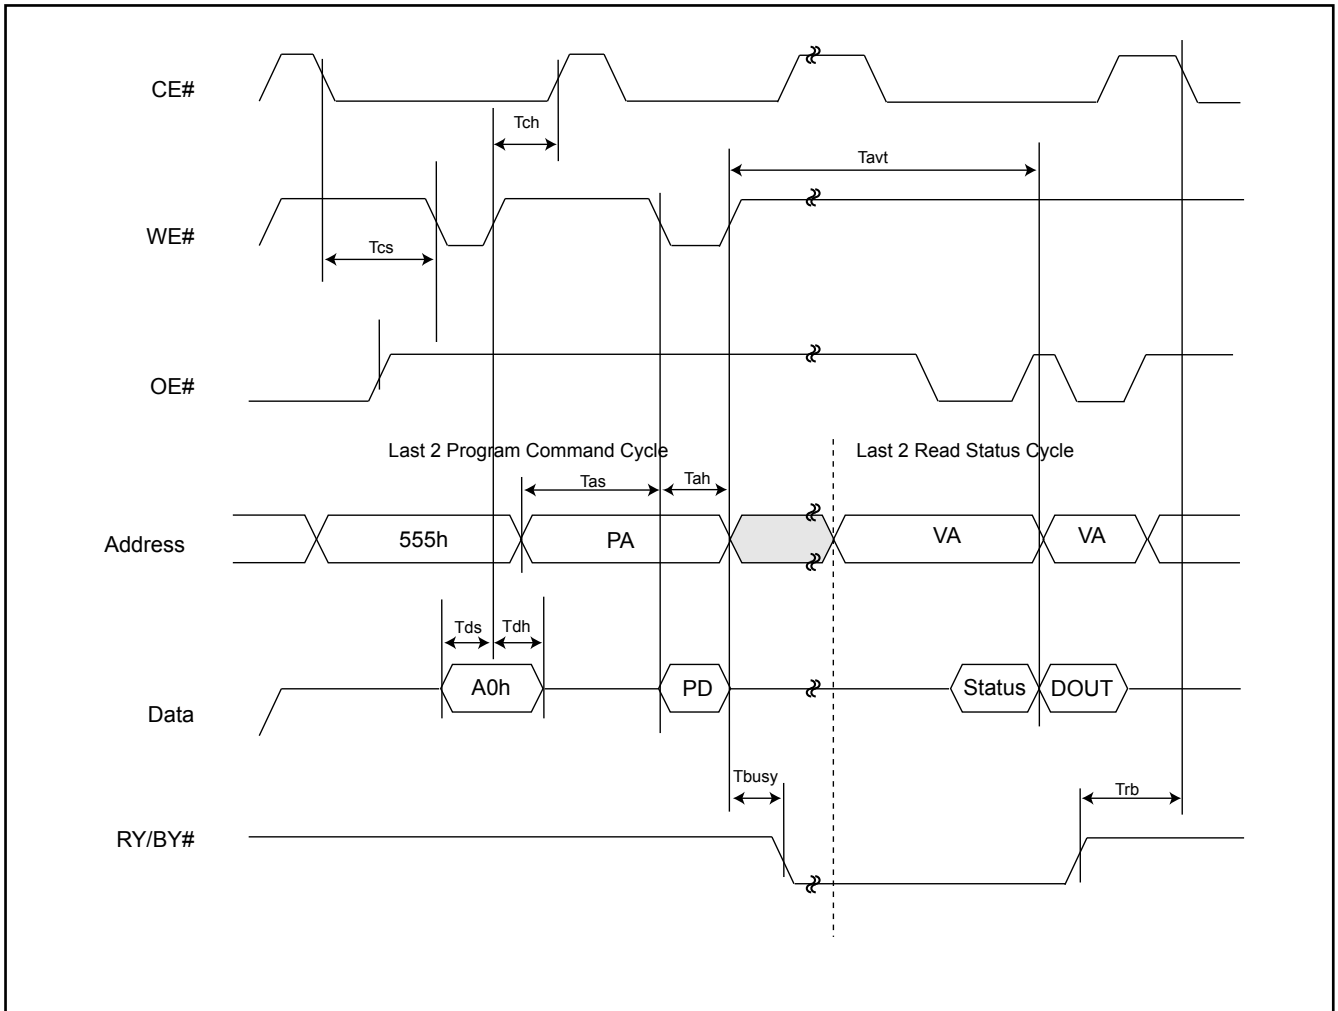 CE#
Tch
Tavt
WE#
Tcs
OE#
Last 2 Program Command Cycle
Last 2 Read Status Cycle
Tas
Tah
Address
555h
PA
VA
VA
Tds
Tdh
Data
A0h
PD
Status
DOUT
Tbusy
Trb
RY/BY#